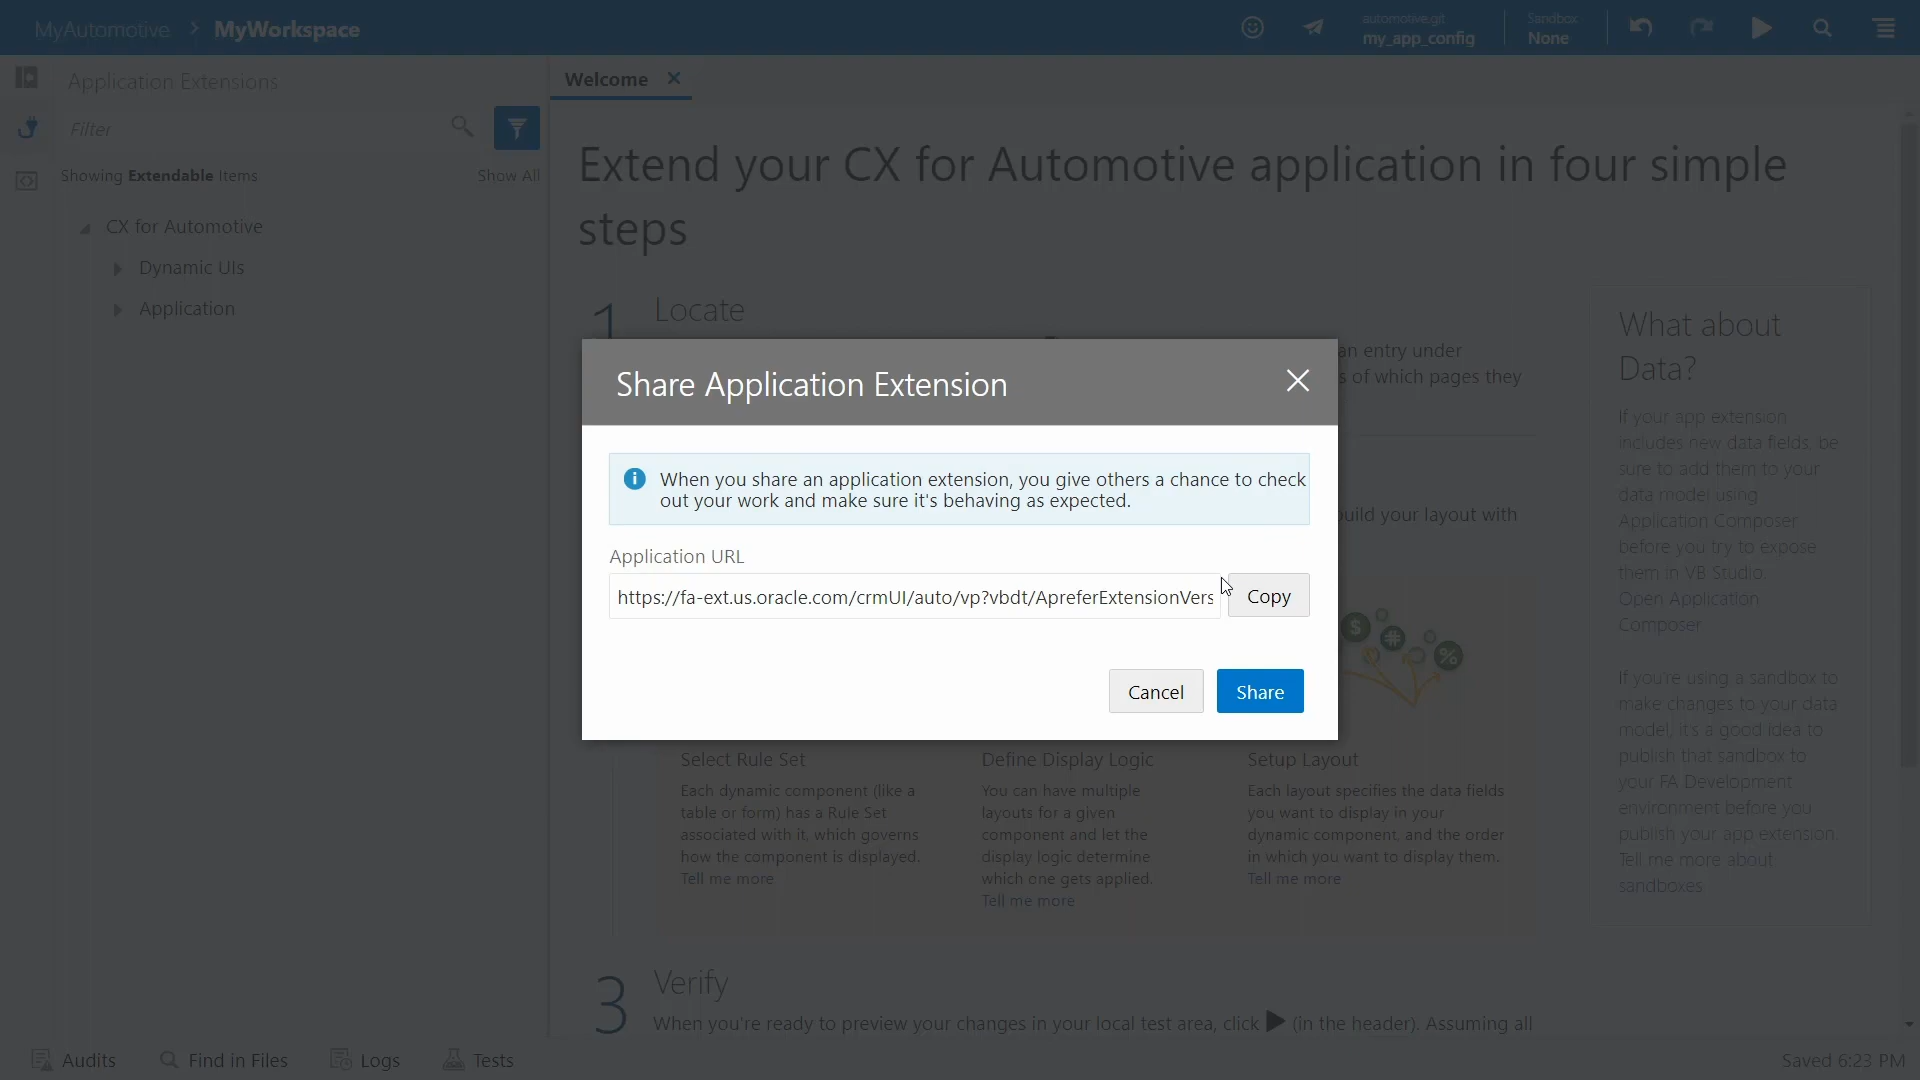 MyAutomotive > MyWorkspace
automotive.git
my_app_config
Sandbox
None
Application Extensions
Filter
Showing Extendable Items
Show All
CX for Automotive
Dynamic UIs
Application
Welcome
Extend your CX for Automotive application in four simple
steps
1
Locate
an entry under
s of which pages they
uild your layout with
Share Application Extension
When you share an application extension, you give others a chance to check
out your work and make sure it's behaving as expected.
Application URL
https://fa-ext.us.oracle.com/crmUI/auto/vp?vbdt/ApreferExtensionVers
Copy
Cancel
Share
$ # %
Select Rule Set
Each dynamic component (like a
table or form) has a Rule Set
associated with it, which governs
how the component is displayed.
Tell me more
Define Display Logic
You can have multiple
layouts for a given
component and let the
display logic determine
which one gets applied.
Tell me more
Setup Layout
Each layout specifies the data fields
you want to display in your
dynamic component, and the order
in which you want to display them.
Tell me more
3
Verify
When you're ready to preview your changes in your local test area, click (in the header). Assuming all
What about
Data?
If your app extension
includes new data fields, be
sure to add them to your
data model using
Application Composer
before you try to expose
them in VB Studio.
Open Application
Composer
If you're using a sandbox to
make changes to your data
model, it's a good idea to
publish that sandbox to
your FA Development
environment before you
publish your app extension.
Tell me more about
sandboxes
Audits
Find in Files
Logs
Tests
Saved 6:23 PM